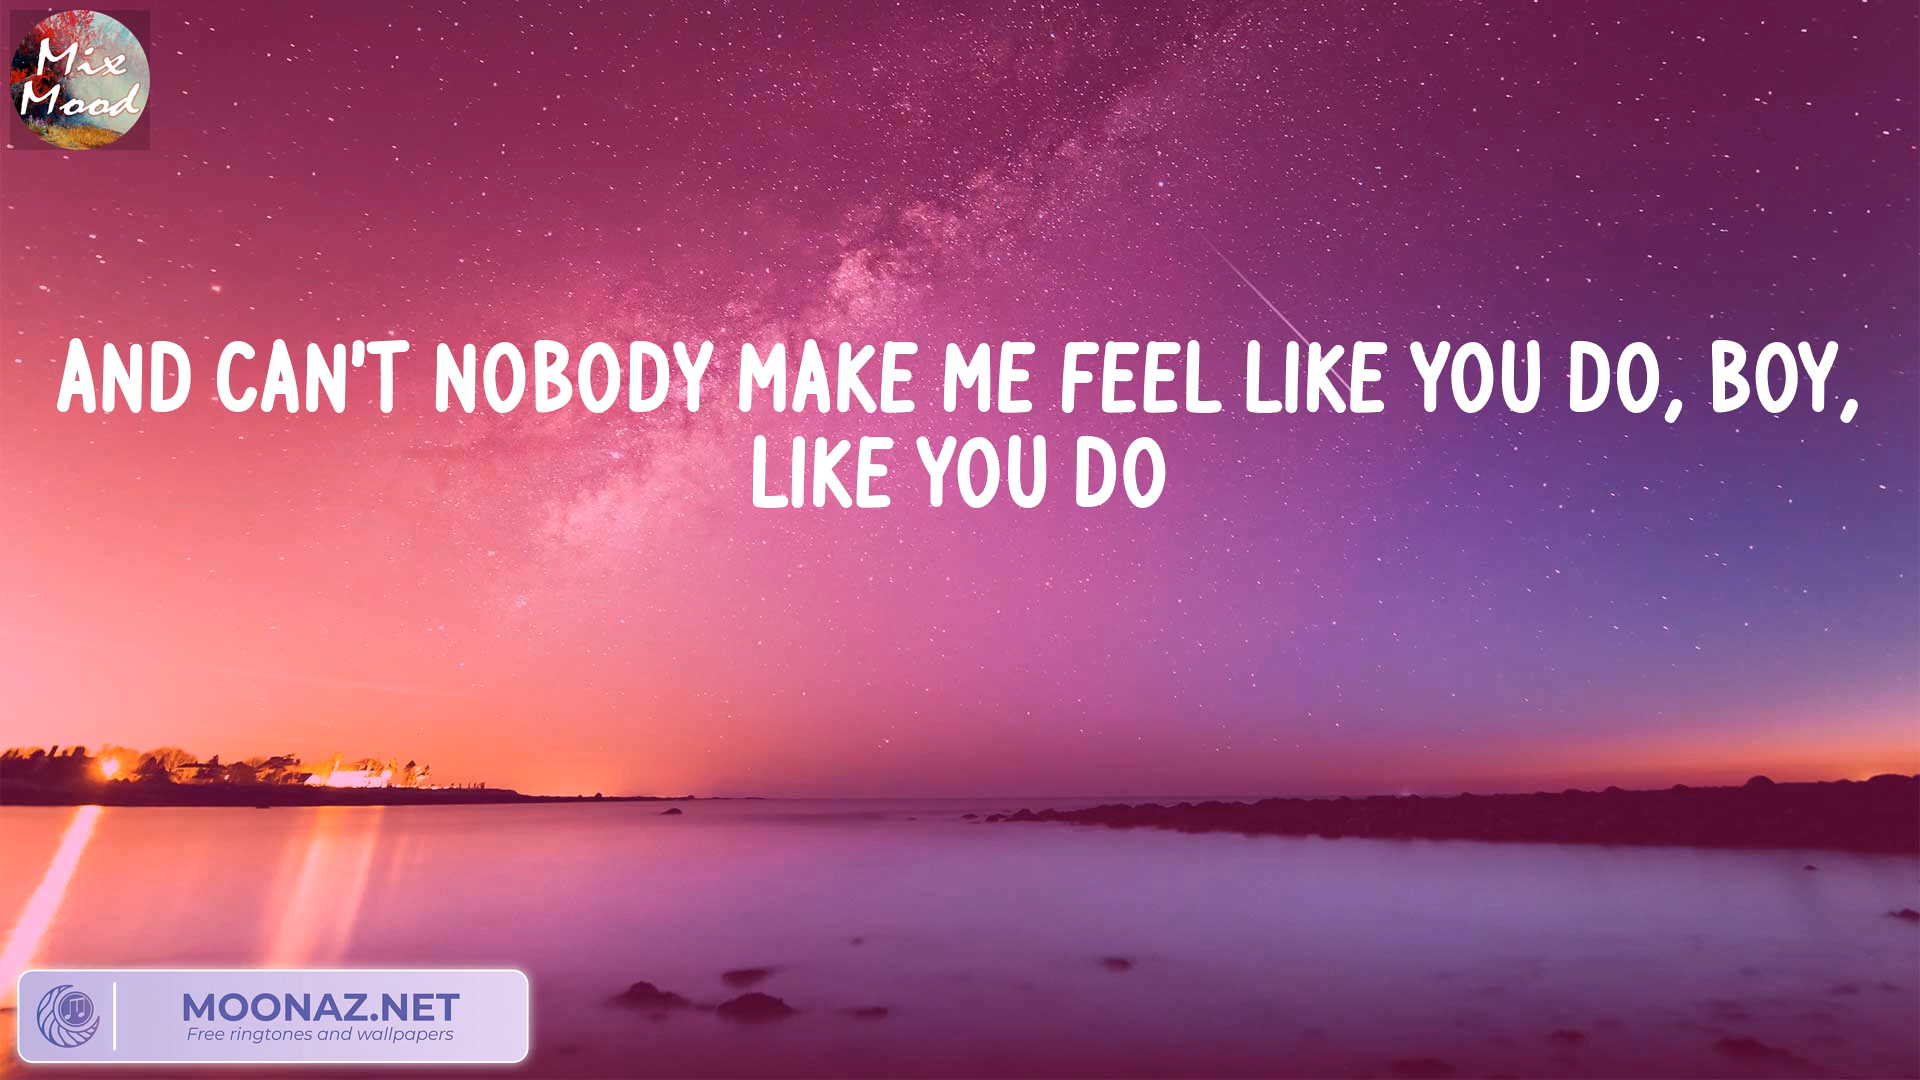 Mix
Mood
AND CAN'T NOBODY MAKE ME FEEL LIKE YOU DO, BOY,
LIKE YOU DO
MOONAZ.NET
Free ringtones and wallpapers